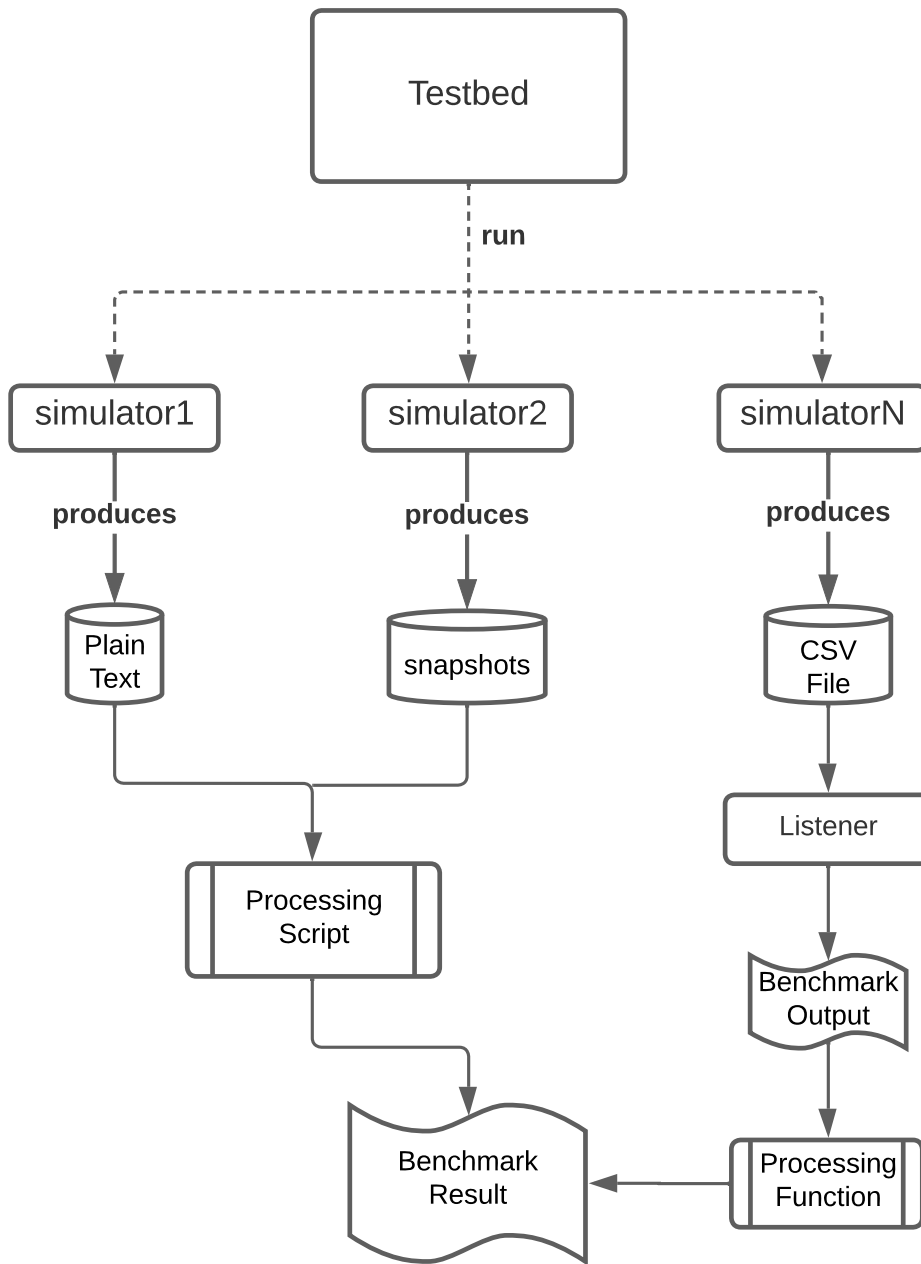 Testbed
run
simulator1
simulator2
simulatorN
produces
produces
produces
Plain
Text
snapshots
CSV
File
Listener
Processing
Script
Benchmark
Output
Benchmark
Result
Processing
Function